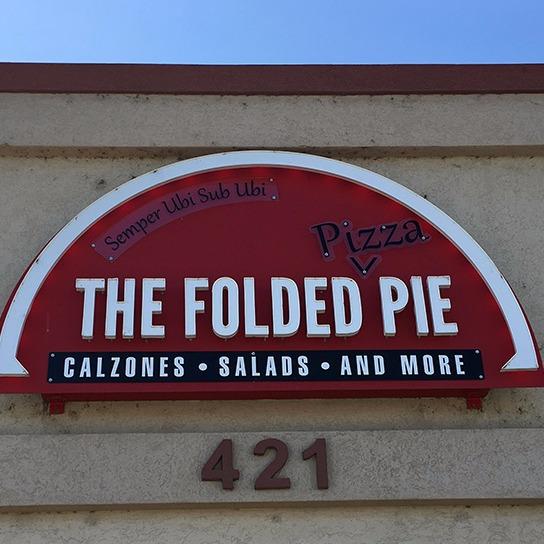 Semper Ubi Sub Ubi
Pizza
THE FOLDED PIE
CALZONES • SALADS • AND MORE
421